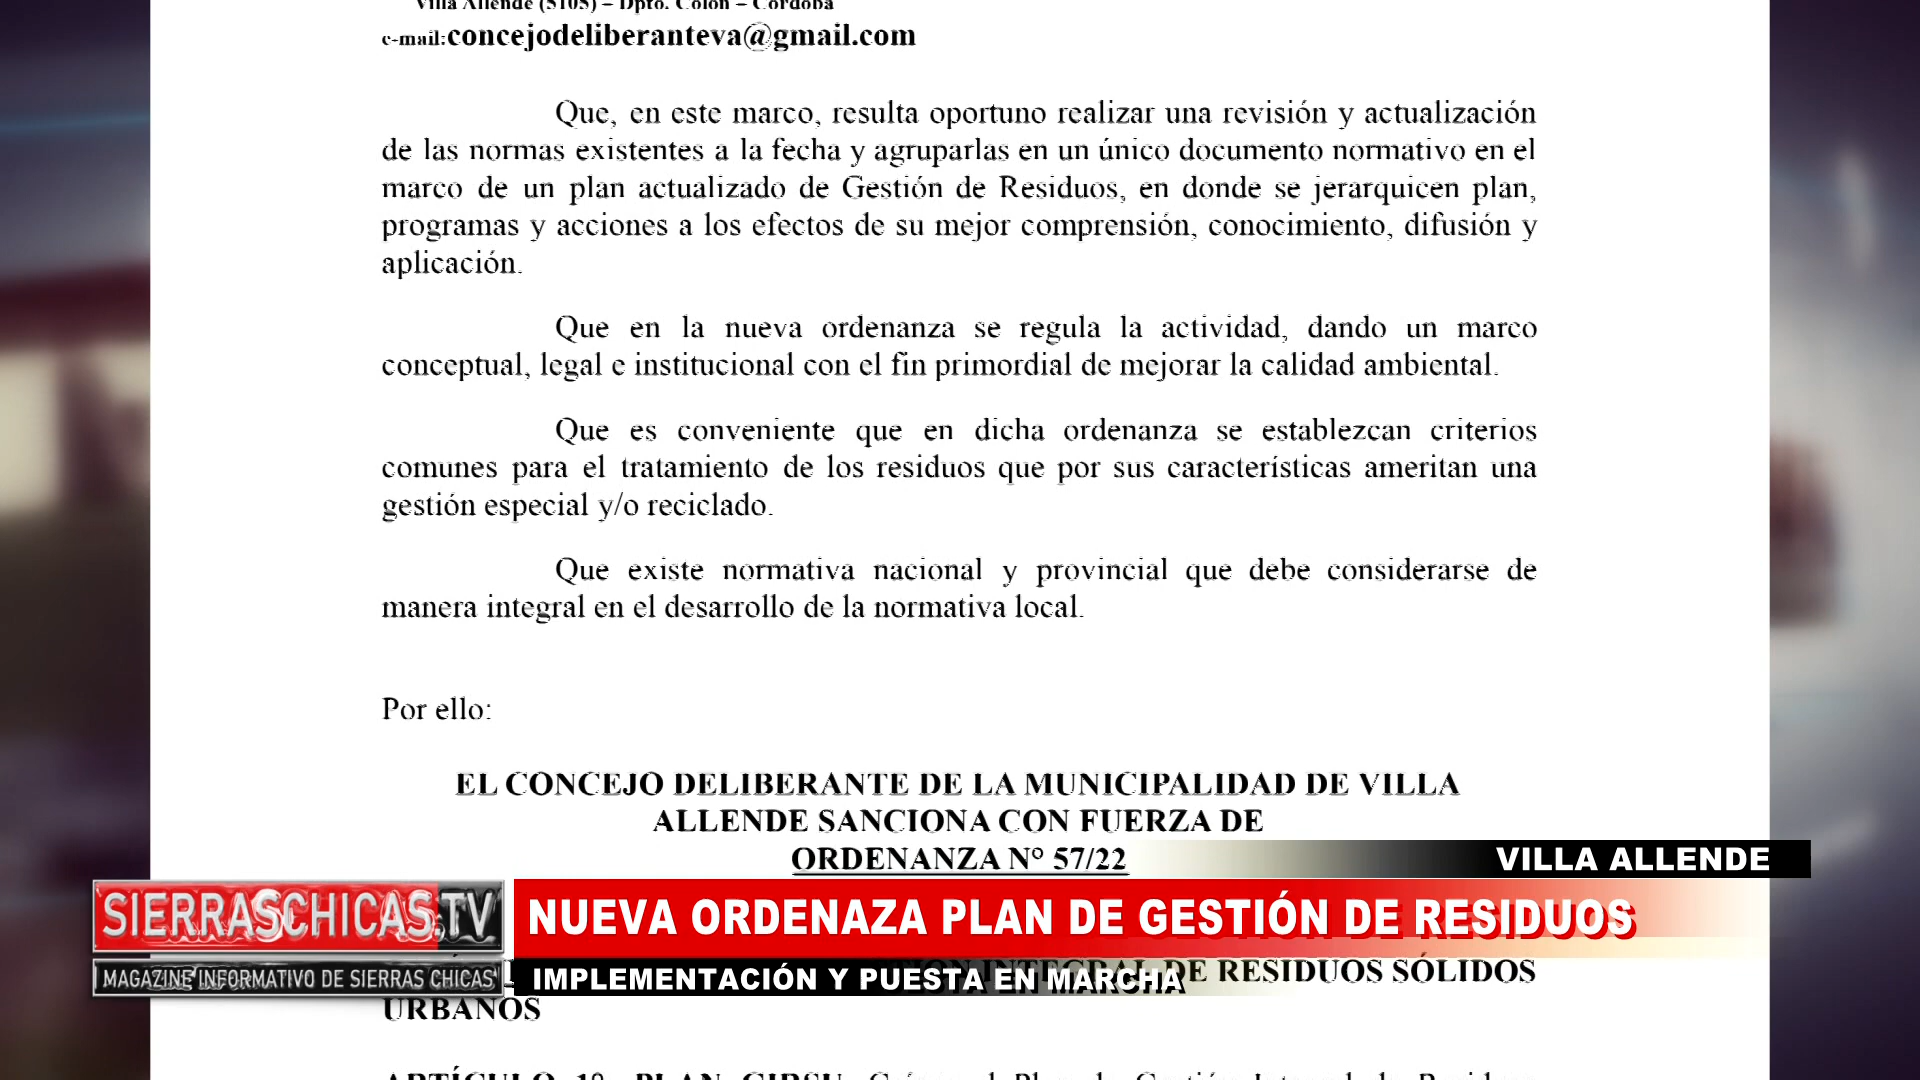 Villa Allende (5105) – Dpto. Colón – Córdoba
e-mail:concejodeliberanteva@gmail.com
Que, en este marco, resulta oportuno realizar una revisión y actualización
de las normas existentes a la fecha y agruparlas en un único documento normativo en el
marco de un plan actualizado de Gestión de Residuos, en donde se jerarquicen plan,
programas y acciones a los efectos de su mejor comprensión, conocimiento, difusión y
aplicación.
Que en la nueva ordenanza se regula la actividad, dando un marco
conceptual, legal e institucional con el fin primordial de mejorar la calidad ambiental.
Que es conveniente que en dicha ordenanza se establezcan criterios
comunes para el tratamiento de los residuos que por sus características ameritan una
gestión especial y/o reciclado.
Que existe normativa nacional y provincial que debe considerarse de
manera integral en el desarrollo de la normativa local.
Por ello:
EL CONCEJO DELIBERANTE DE LA MUNICIPALIDAD DE VILLA
ALLENDE SANCIONA CON FUERZA DE
ORDENANZA N° 57/22
VILLA ALLENDE
SIERRASCHICAS.TV
NUEVA ORDENAZA PLAN DE GESTIÓN DE RESIDUOS
MAGAZINE INFORMATIVO DE SIERRAS CHICAS
IMPLEMENTACIÓN Y PUESTA EN MARCHA
INTEGRAL DE RESIDUOS SÓLIDOS
URBANOS
ARTÍCULO 1°. PLAN GIRSU.